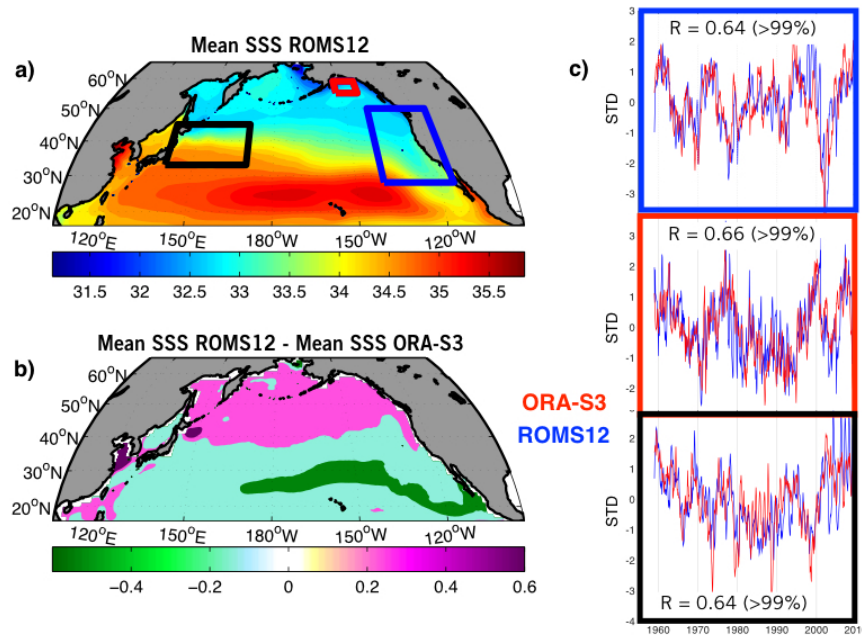 Mean SSS ROMS12
a)
60°N
50°N
40°N
30°N
20°N
120°E 150°E 180°W 150°W 120°W
31.5 32 32.5 33 33.5 34 34.5 35 35.5
Mean SSS ROMS12 - Mean SSS ORA-S3
b)
60°N
50°N
40°N
30°N
20°N
120°E 150°E 180°W 150°W 120°W
−0.4 −0.2 0 0.2 0.4 0.6
ORA-S3
ROMS12
c)
R = 0.64 (>99%)
STD
3
2
1
0
-1
-2
-3
R = 0.66 (>99%)
STD
3
2
1
0
-1
-2
STD
2
1
0
-1
-2
-3
-4
R = 0.64 (>99%)
1960 1970 1980 1990 2000 201